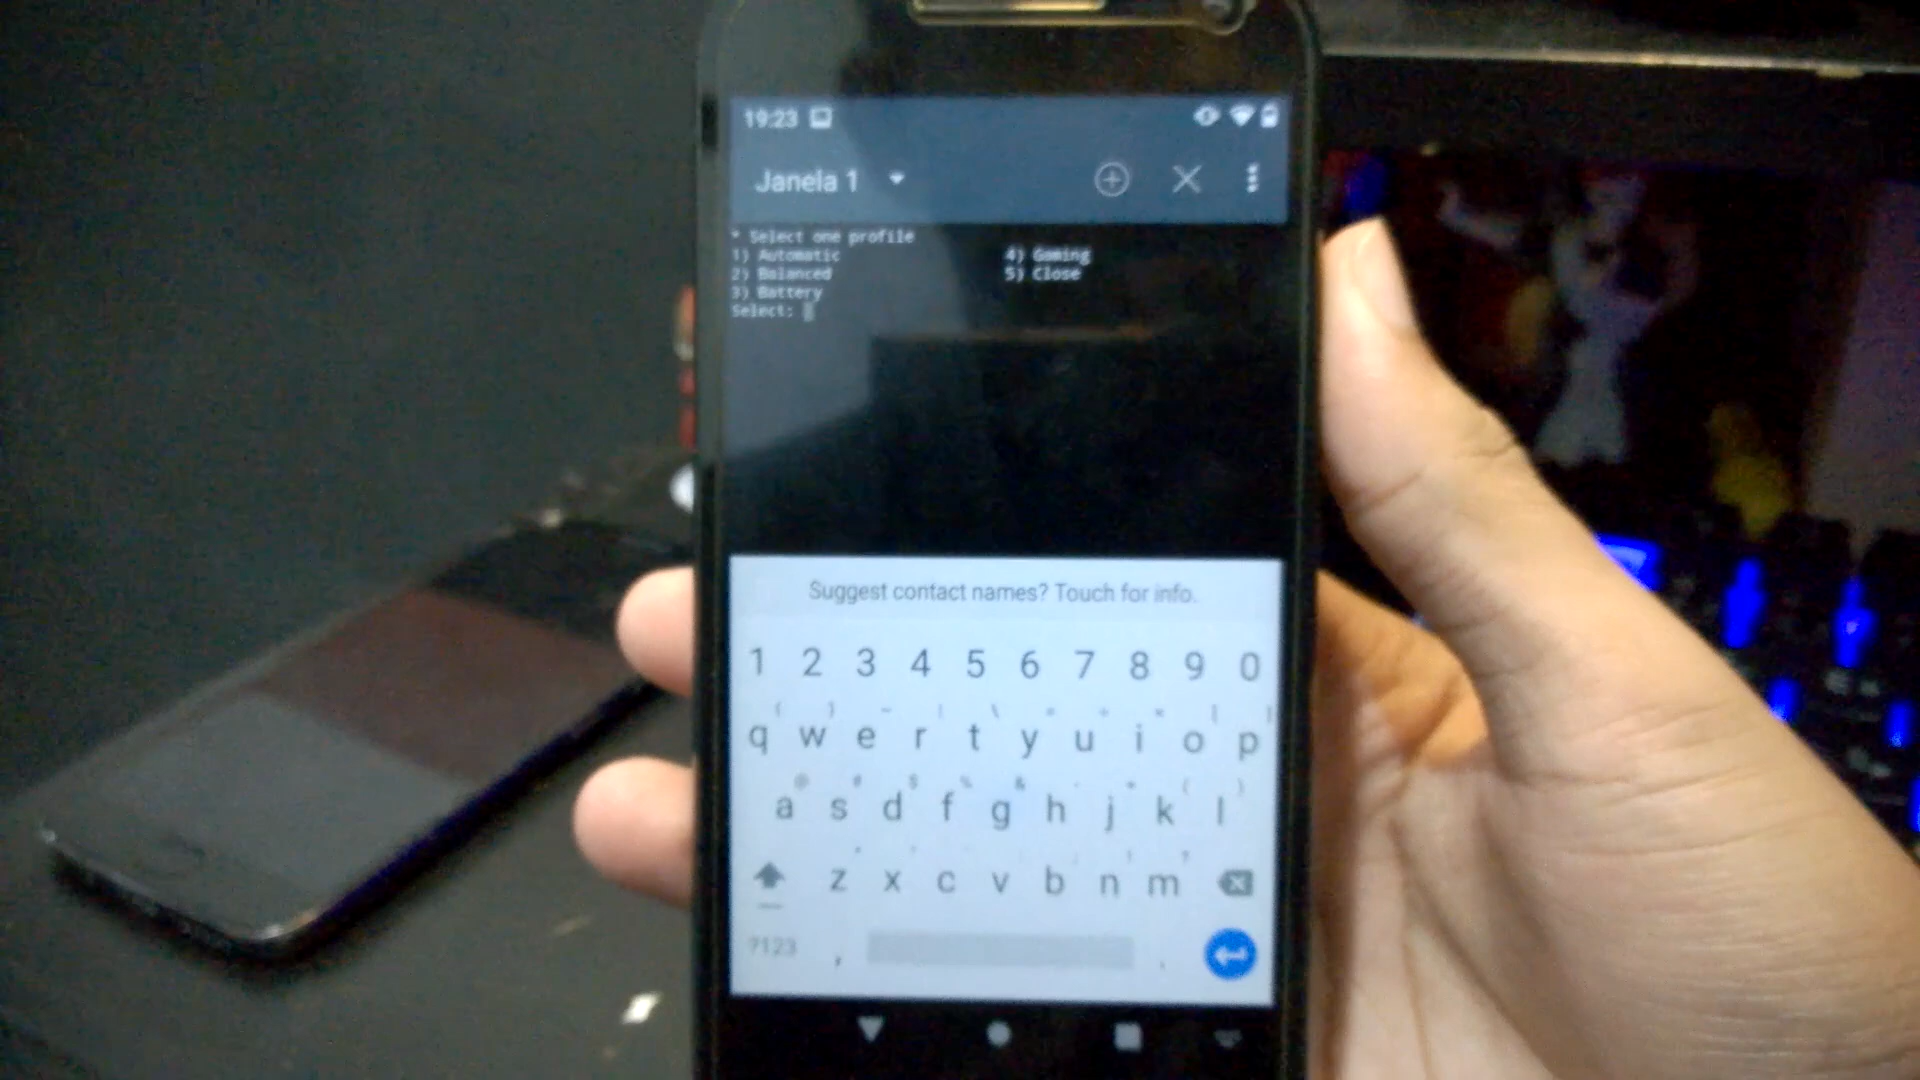 19:23
Janela 1
* Select one profile
1) Automatic 4) Gaming
2) Balanced 5) Close
3) Battery
Select:
Suggest contact names? Touch for info.
1 2 3 4 5 6 7 8 9 0
q w e r t y u i o p
a s d f g h j k l
z x c v b n m
?123 , .